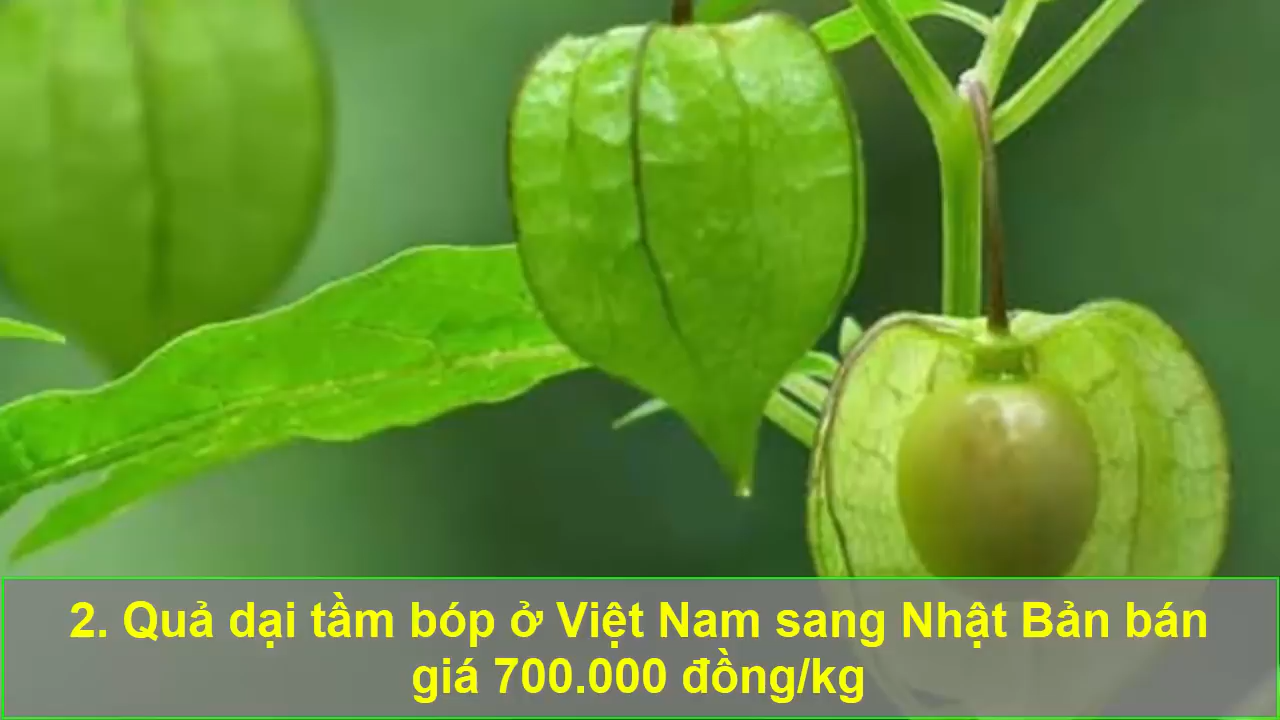 2. Quả dại tầm bóp ở Việt Nam sang Nhật Bản bán
giá 700.000 đồng/kg